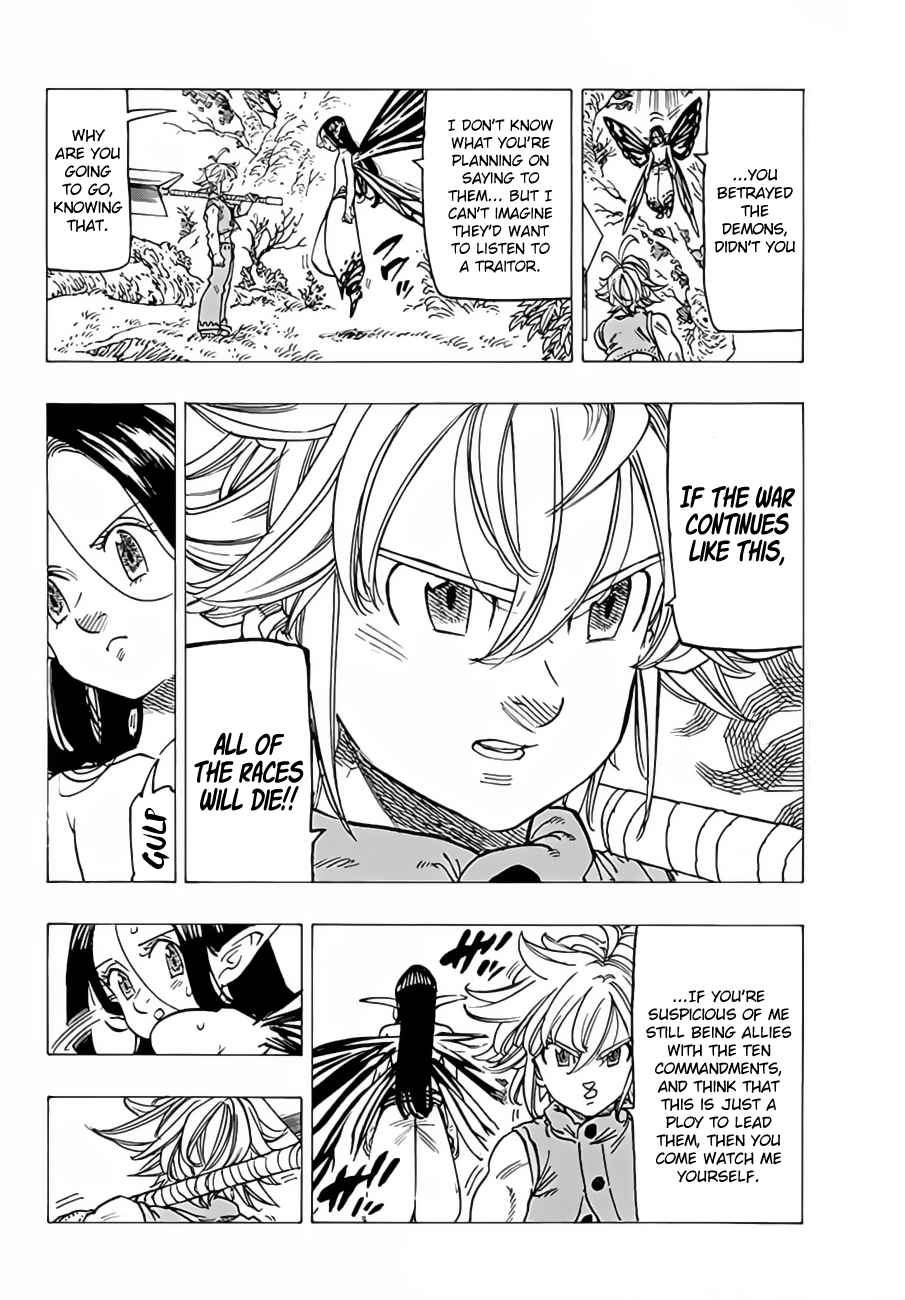 ...YOU
BETRAYED
THE
DEMONS,
DIDN'T YOU
I DON'T KNOW
WHAT YOU'RE
PLANNING ON
SAYING TO
THEM... BUT I
CAN'T IMAGINE
THEY'D WANT
TO LISTEN TO
A TRAITOR.
WHY
ARE YOU
GOING
TO GO,
KNOWING
THAT.
IF THE WAR
CONTINUES
LIKE THIS,
ALL OF
THE RACES
WILL DIE!!
GULP
...IF YOU'RE
SUSPICIOUS OF ME
STILL BEING ALLIES
WITH THE TEN
COMMANDMENTS,
AND THINK THAT
THIS IS JUST A
PLOY TO LEAD
THEM, THEN YOU
COME WATCH ME
YOURSELF.